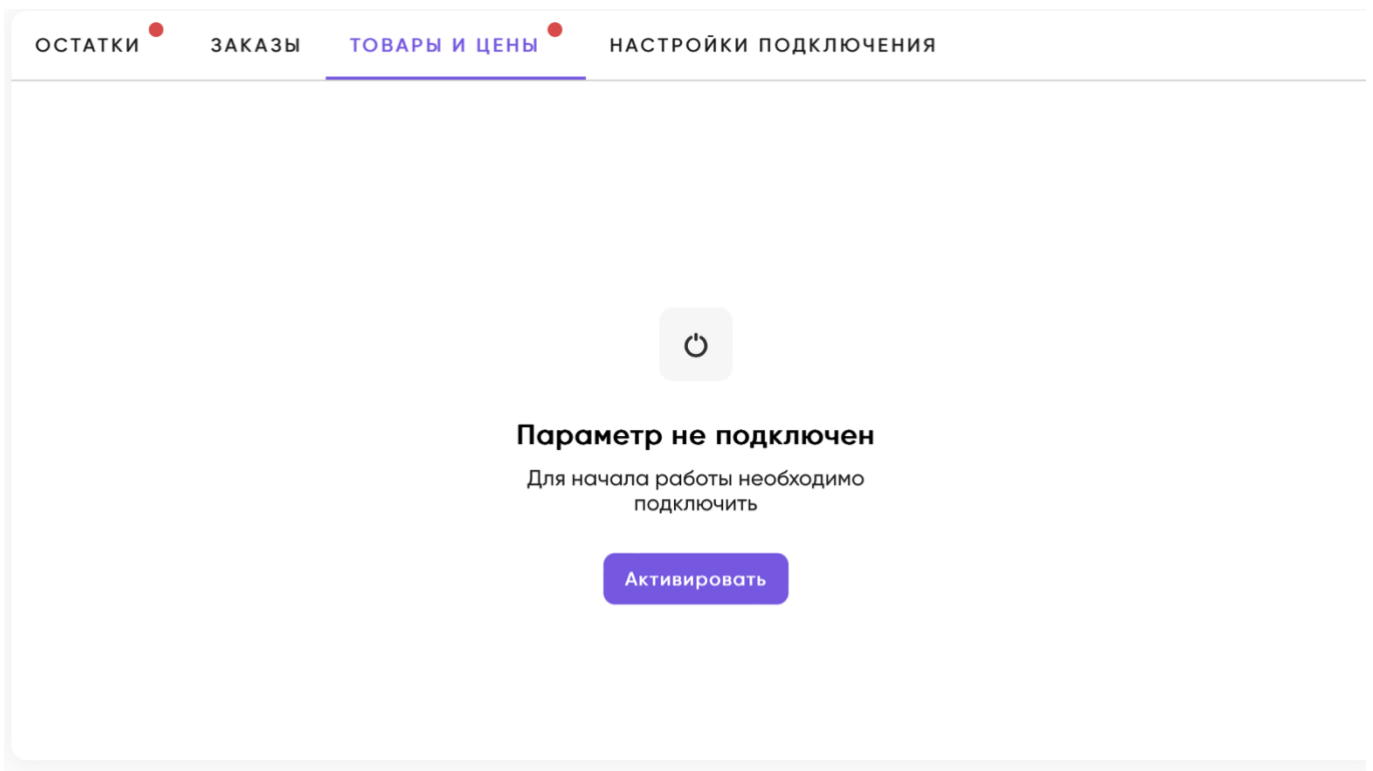 ОСТАТКИ ЗАКАЗЫ ТОВАРЫ И ЦЕНЫ НАСТРОЙКИ ПОДКЛЮЧЕНИЯ
Параметр не подключен
Для начала работы необходимо
подключить
Активировать